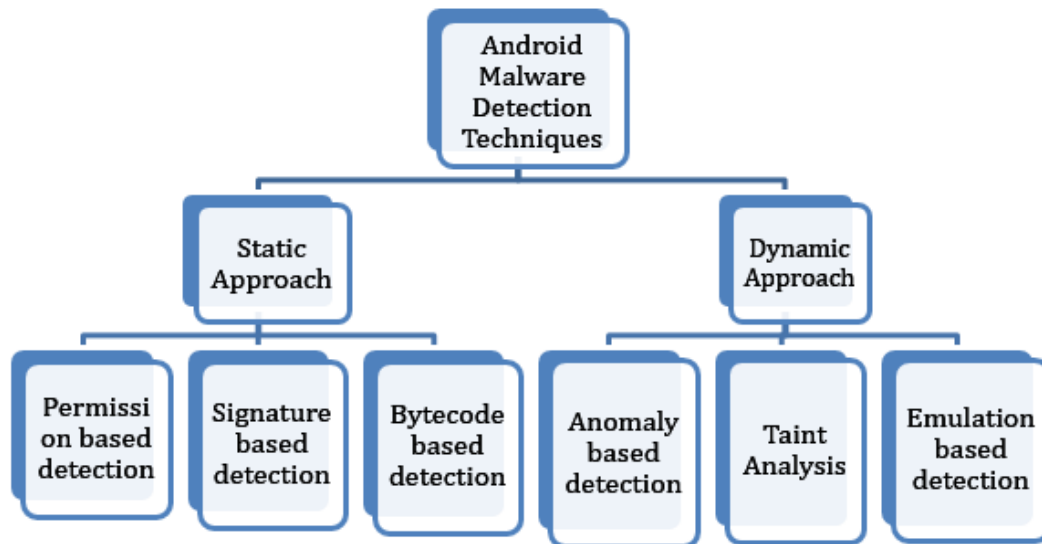 Android
Malware
Detection
Techniques
Static
Approach
Dynamic
Approach
Permissi
on based
detection
Signature
based
detection
Bytecode
based
detection
Anomaly
based
detection
Taint
Analysis
Emulation
based
detection